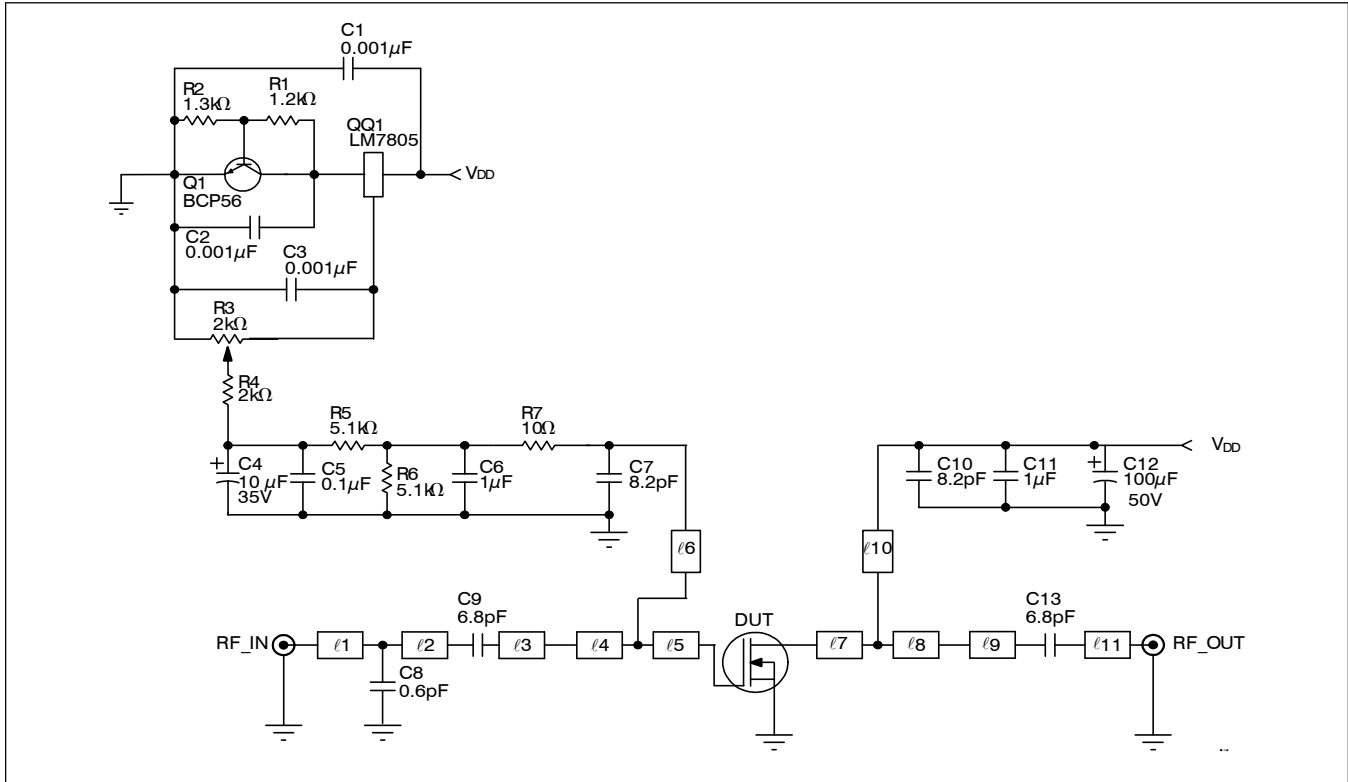 C1
0.001µF
R2
1.3kΩ
R1
1.2kΩ
QQ1
LM7805
VDD
Q1
BCP56
C2
0.001µF
C3
0.001µF
R3
2kΩ
R4
2kΩ
R5
5.1kΩ
R7
10Ω
+
C4
10 µF
35V
C5
0.1µF
R6
5.1kΩ
C6
1µF
C7
8.2pF
VDD
C10
8.2pF
C11
1µF
+
C12
100µF
50V
ℓ6
ℓ10
C9
6.8pF
DUT
C13
6.8pF
RF_IN
ℓ1
ℓ2
ℓ3
ℓ4
ℓ5
ℓ7
ℓ8
ℓ9
ℓ11
RF_OUT
C8
0.6pF